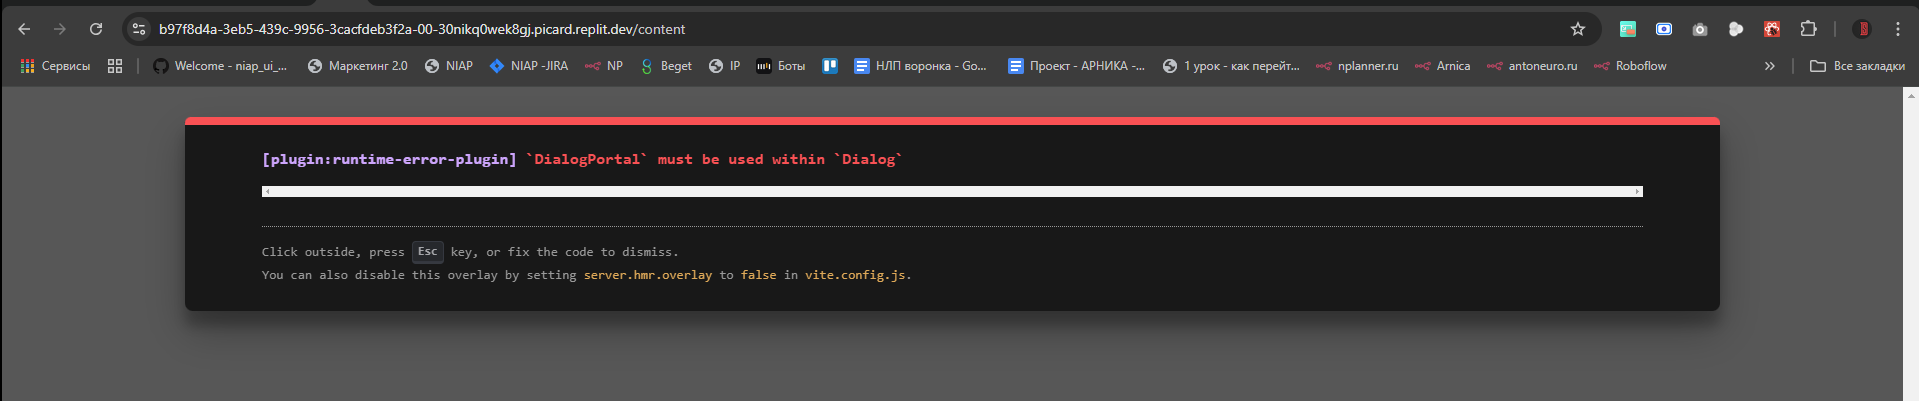 b97f8d4a-3eb5-439c-9956-3cacfdeb3f2a-00-30nikq0wek8gj.picard.replit.dev/content
Сервисы Welcome - niap_ui_... Маркетинг 2.0 NIAP NIAP -JIRA NP Beget IP Боты НЛП воронка - Go... Проект - АРНИКА -... 1 урок - как перейт... nplanner.ru Arnica antoneuro.ru Roboflow » Все закладки
[plugin:runtime-error-plugin] `DialogPortal` must be used within `Dialog`
Click outside, press Esc key, or fix the code to dismiss.
You can also disable this overlay by setting server.hmr.overlay to false in vite.config.js.